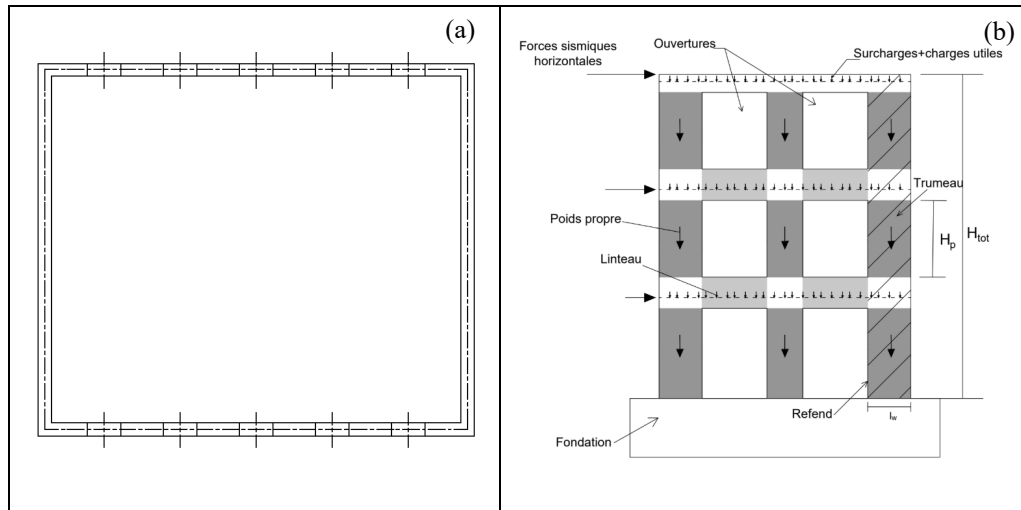 (a)
(b)
Forces sismiques
horizontales
Ouvertures
Surcharges+charges utiles
Trumeau
Poids propre
Hp
Htot
Linteau
Refend
lw
Fondation